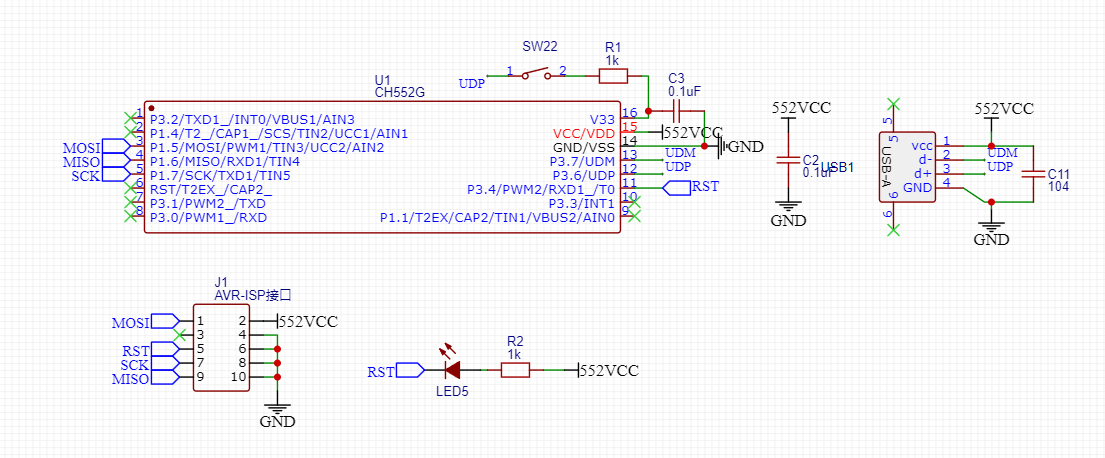 SW22
R1
1k
1
2
UDP
C3
0.1uF
U1
CH552G
1
P3.2/TXD1_/INT0/VBUS1/AIN3
2
P1.4/T2_/CAP1_/SCS/TIN2/UCC1/AIN1
MOSI
3
P1.5/MOSI/PWM1/TIN3/UCC2/AIN2
MISO
4
P1.6/MISO/RXD1/TIN4
SCK
5
P1.7/SCK/TXD1/TIN5
6
RST/T2EX_/CAP2_
7
P3.1/PWM2_/TXD
8
P3.0/PWM1_/RXD
V33
16
VCC/VDD
15
552VCC
GND/VSS
14
GND
P3.7/UDM
13
UDM
P3.6/UDP
12
UDP
P3.4/PWM2/RXD1_/T0
11
RST
P3.3/INT1
10
P1.1/T2EX/CAP2/TIN1/VBUS2/AIN0
9
552VCC
C2
0.1uF
GND
USB1
USB-A
5
5
6
6
552VCC
vcc
1
d-
2
UDM
d+
3
UDP
GND
4
C11
104
GND
J1
AVR-ISP接口
MOSI
1
2
552VCC
3
4
RST
5
6
SCK
7
8
MISO
9
10
GND
RST
LED5
R2
1k
552VCC